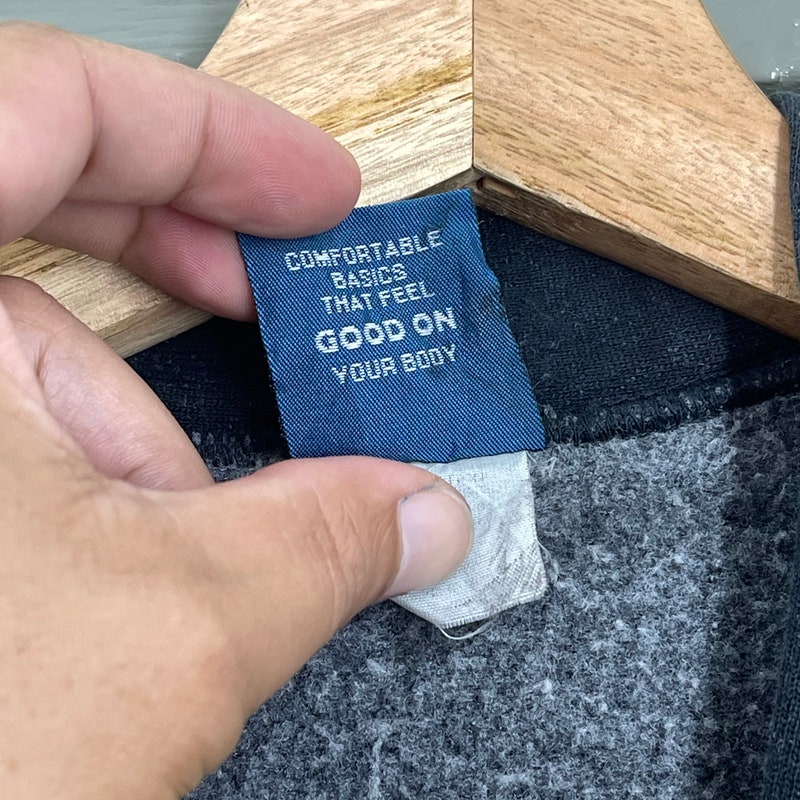 COMFORTABLE
BASICS
THAT FEEL
GOOD ON
YOUR BODY